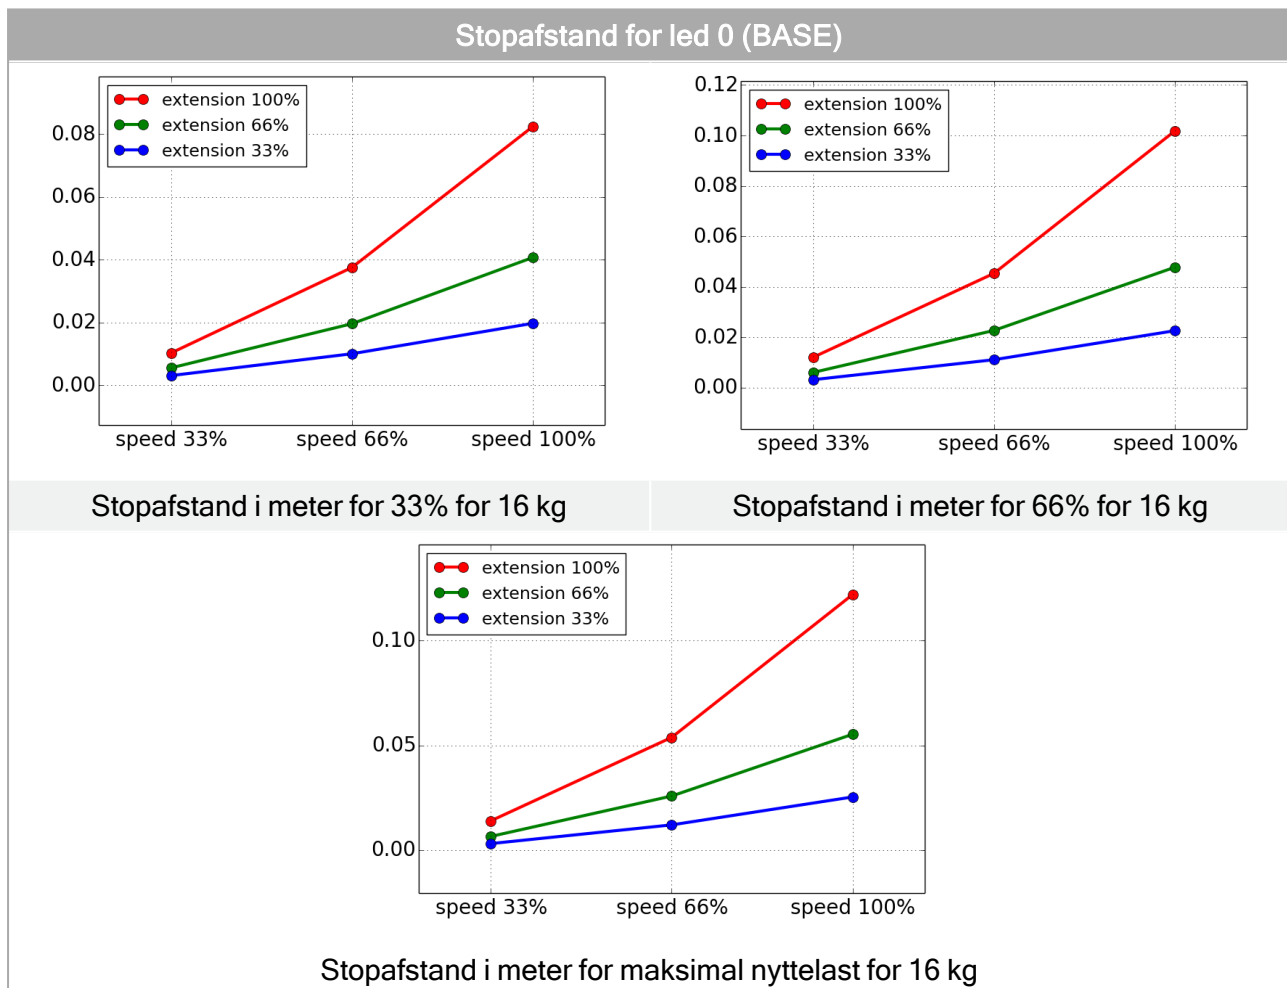 Stopafstand for led 0 (BASE)
extension 100%
extension 66%
extension 33%
0.08
0.06
0.04
0.02
0.00
speed 33% speed 66% speed 100%
0.12
extension 100%
extension 66%
extension 33%
0.10
0.08
0.06
0.04
0.02
0.00
speed 33% speed 66% speed 100%
Stopafstand i meter for 33% for 16 kg
Stopafstand i meter for 66% for 16 kg
extension 100%
extension 66%
extension 33%
0.10
0.05
0.00
speed 33% speed 66% speed 100%
Stopafstand i meter for maksimal nyttelast for 16 kg